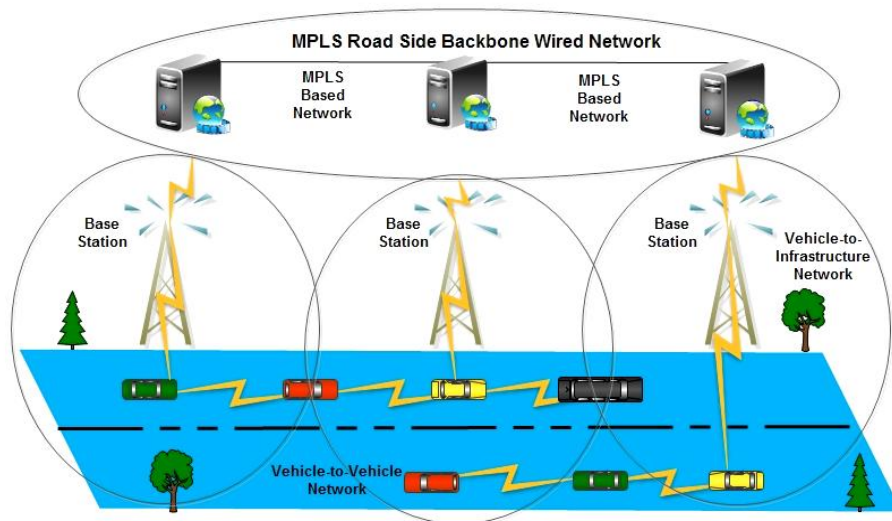 MPLS Road Side Backbone Wired Network
MPLS
Based
Network
MPLS
Based
Network
Base
Station
Base
Station
Base
Station
Vehicle-to-
Infrastructure
Network
Vehicle-to-Vehicle
Network